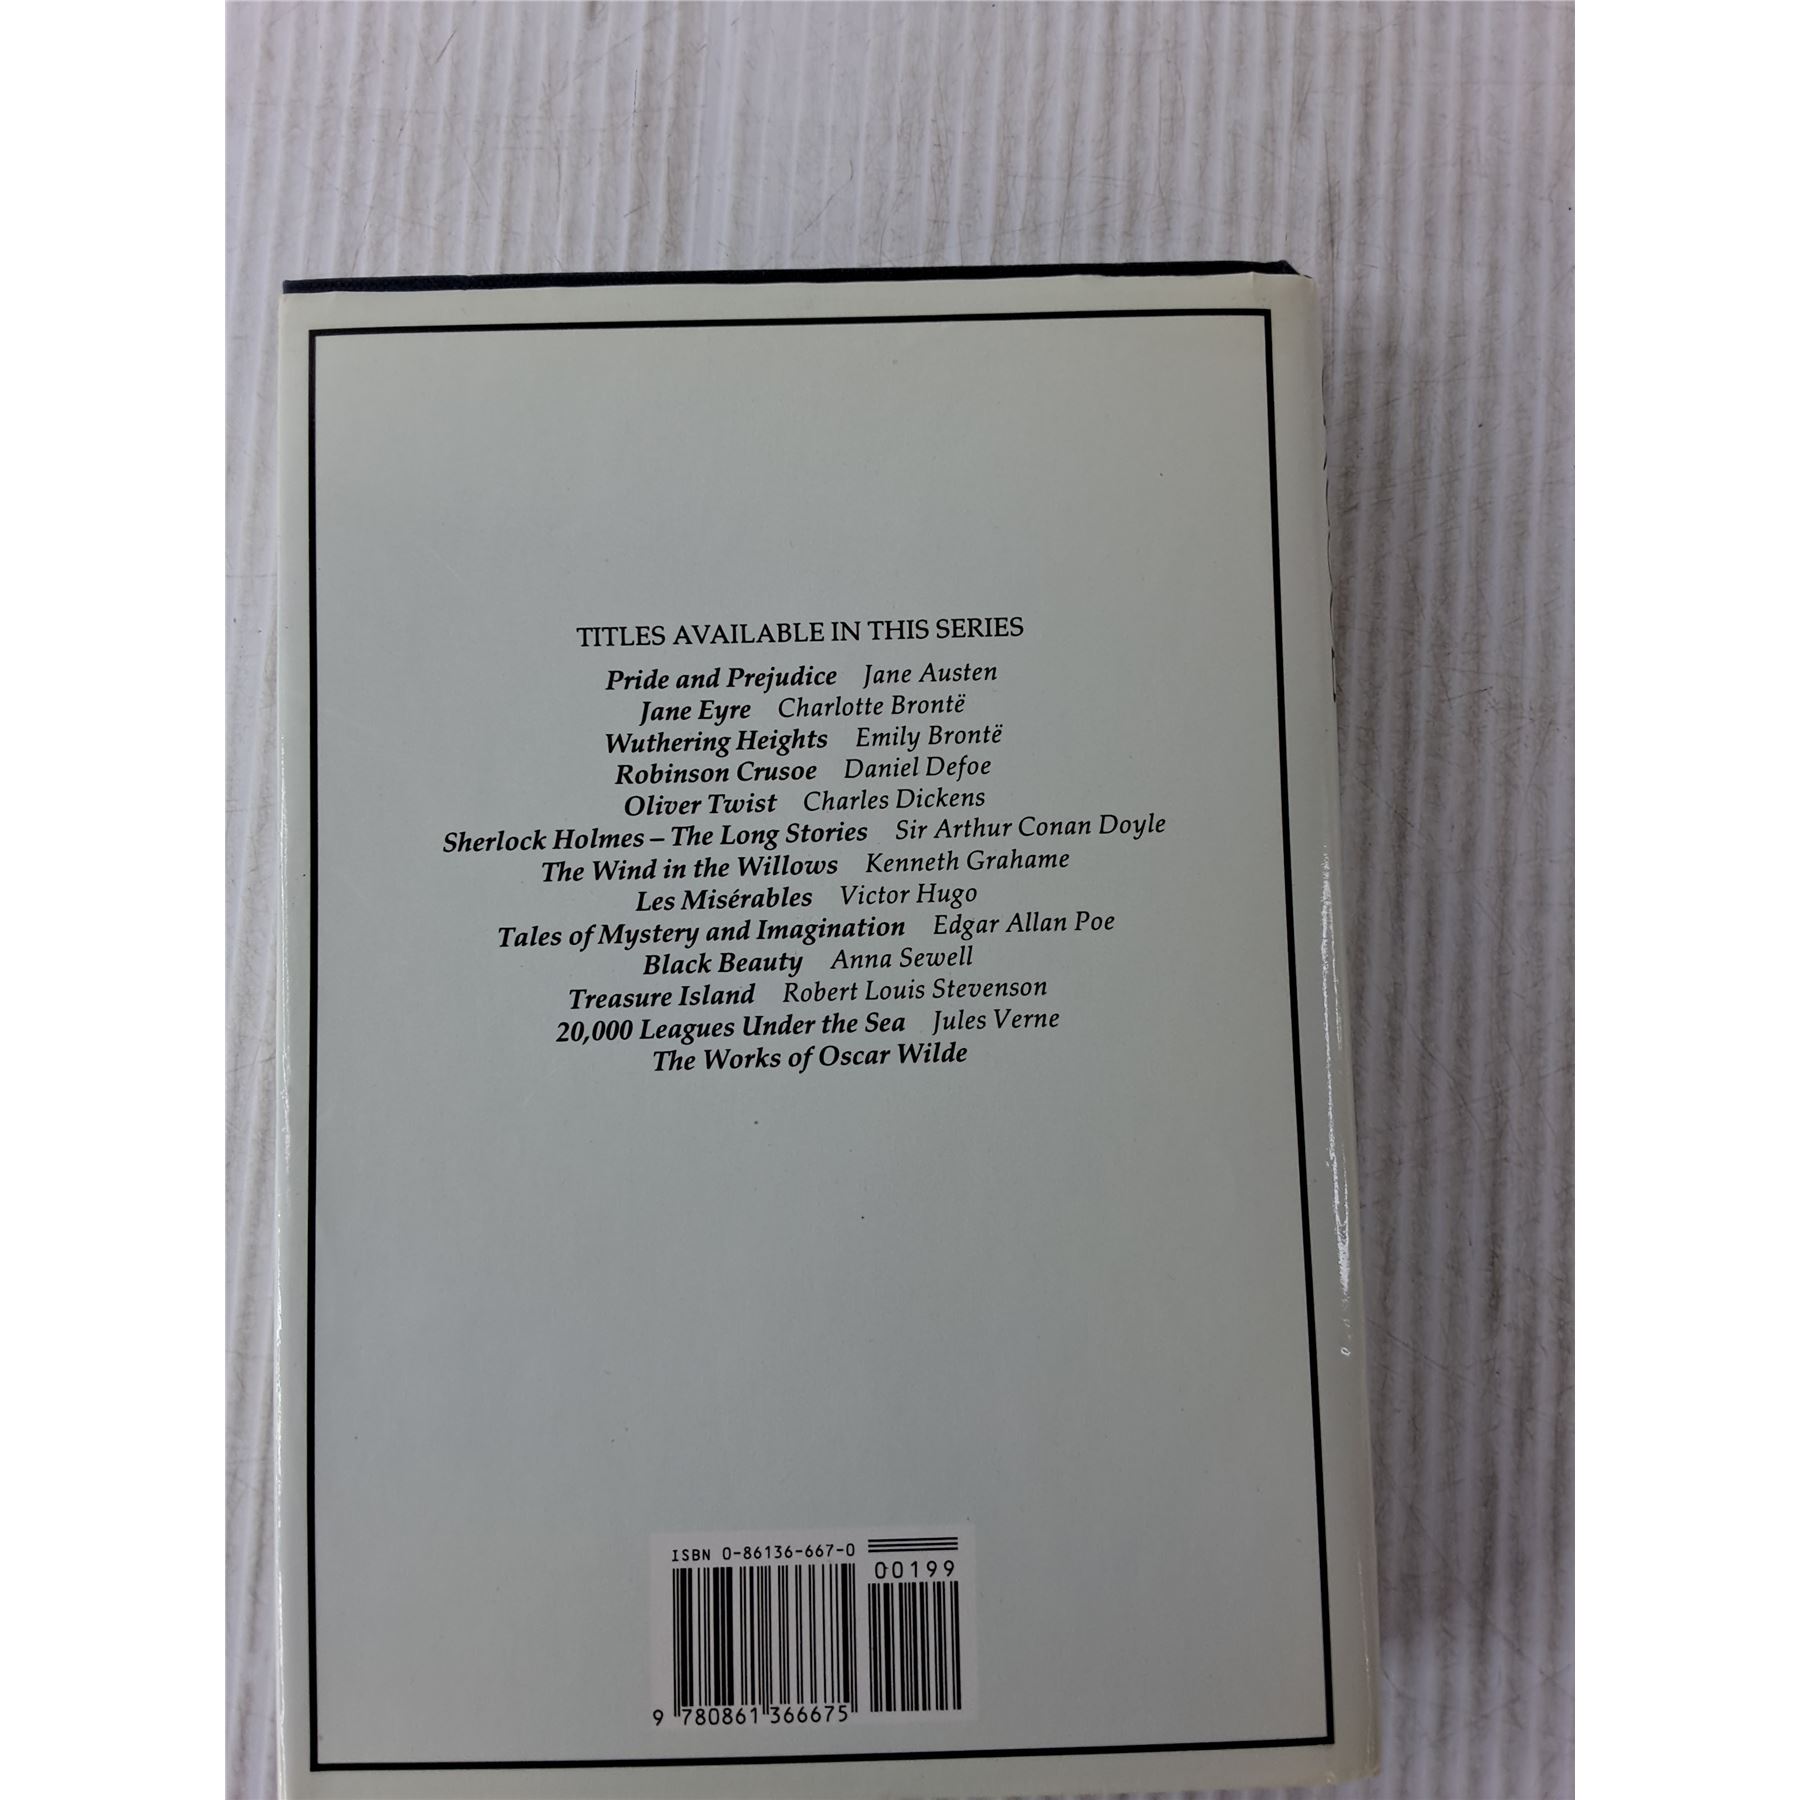 TITLES AVAILABLE IN THIS SERIES
Pride and Prejudice Jane Austen
Jane Eyre Charlotte Brontë
Wuthering Heights Emily Brontë
Robinson Crusoe Daniel Defoe
Oliver Twist Charles Dickens
Sherlock Holmes – The Long Stories Sir Arthur Conan Doyle
The Wind in the Willows Kenneth Grahame
Les Misérables Victor Hugo
Tales of Mystery and Imagination Edgar Allan Poe
Black Beauty Anna Sewell
Treasure Island Robert Louis Stevenson
20,000 Leagues Under the Sea Jules Verne
The Works of Oscar Wilde
ISBN 0-86136-667-0
00199
9 780861 366675